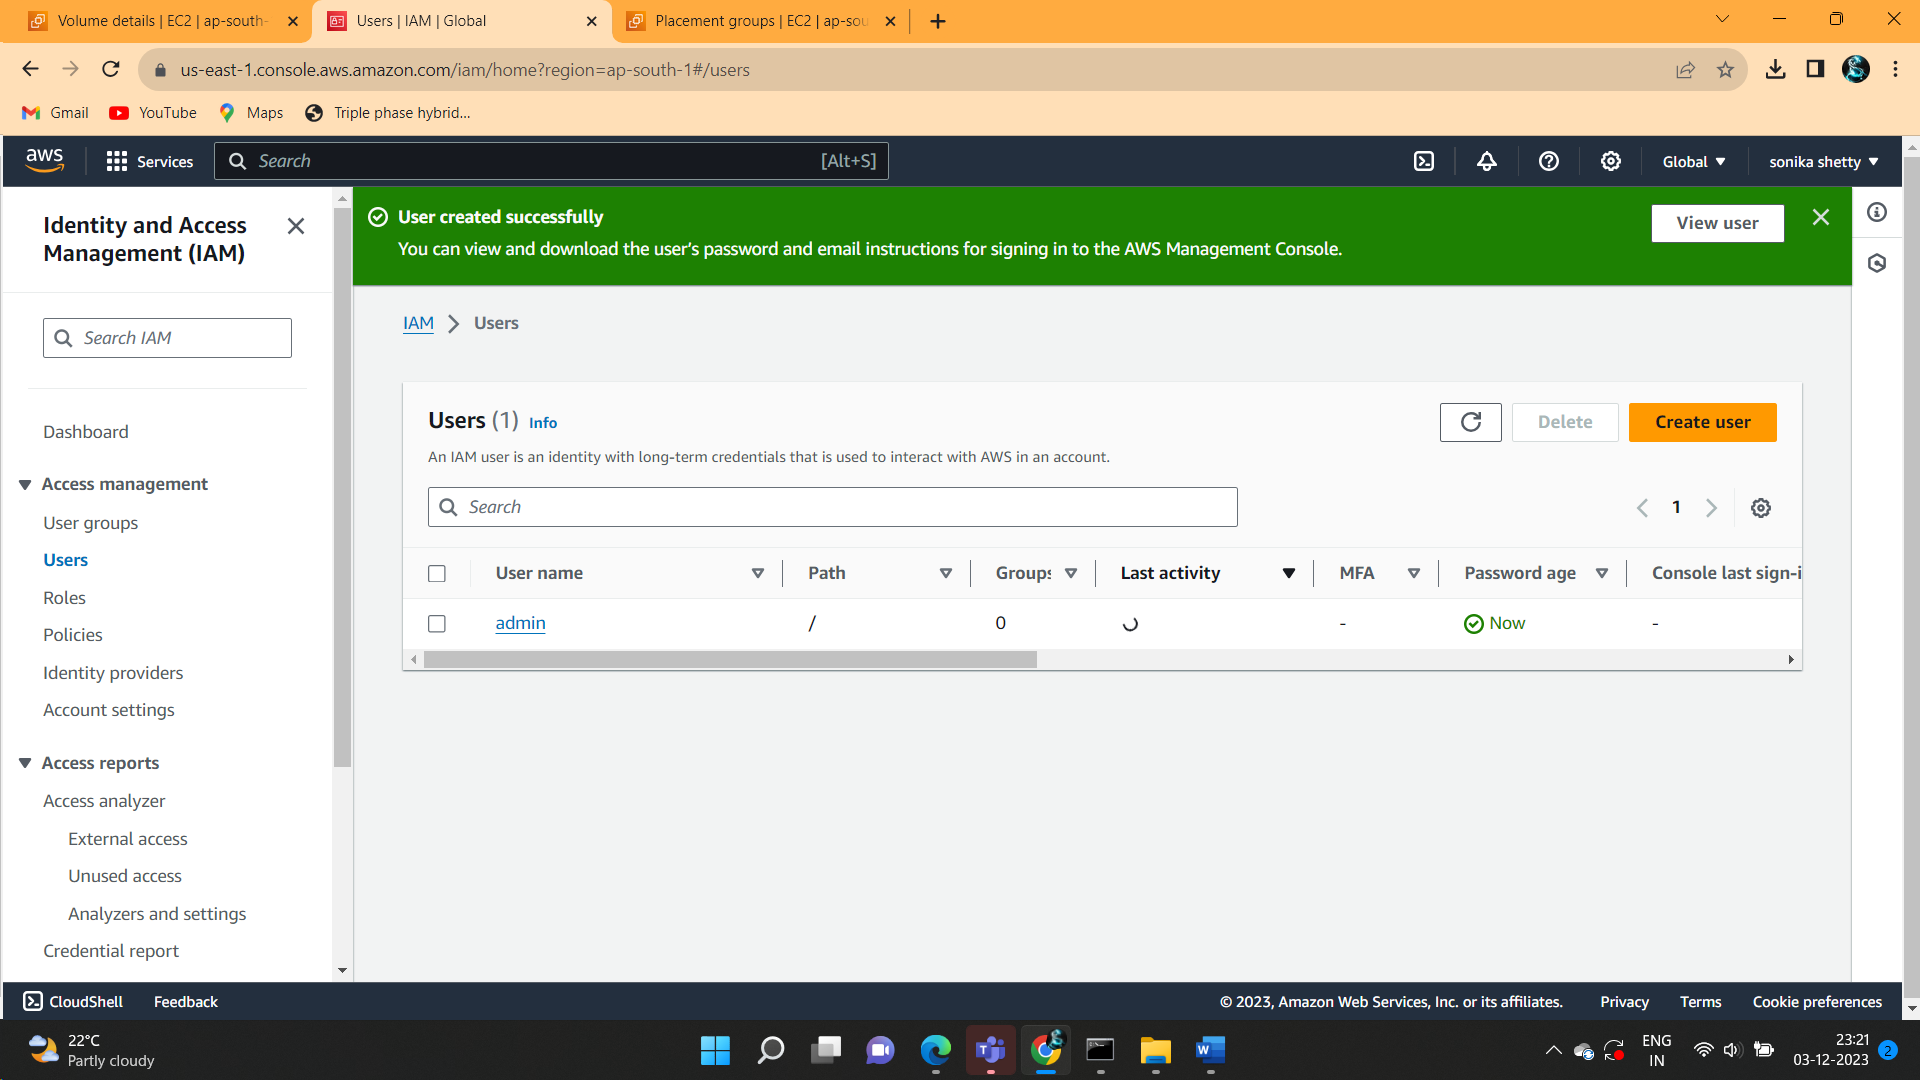 Volume details | EC2 | ap-south-
Users | IAM | Global
Placement groups | EC2 | ap-sou
us-east-1.console.aws.amazon.com/iam/home?region=ap-south-1#/users
Gmail
YouTube
Maps
Triple phase hybrid...
aws
Services
Search
[Alt+S]
Global
sonika shetty
Identity and Access
Management (IAM)
Search IAM
Dashboard
Access management
User groups
Users
Roles
Policies
Identity providers
Account settings
Access reports
Access analyzer
External access
Unused access
Analyzers and settings
Credential report
User created successfully
You can view and download the user's password and email instructions for signing in to the AWS Management Console.
View user
IAM > Users
Users (1) Info
Delete
Create user
An IAM user is an identity with long-term credentials that is used to interact with AWS in an account.
Search
1
User name Path Groups Last activity MFA Password age Console last sign-i
admin / 0 - Now -
CloudShell
Feedback
© 2023, Amazon Web Services, Inc. or its affiliates.
Privacy
Terms
Cookie preferences
22°C
Partly cloudy
ENG
IN
23:21
03-12-2023
2